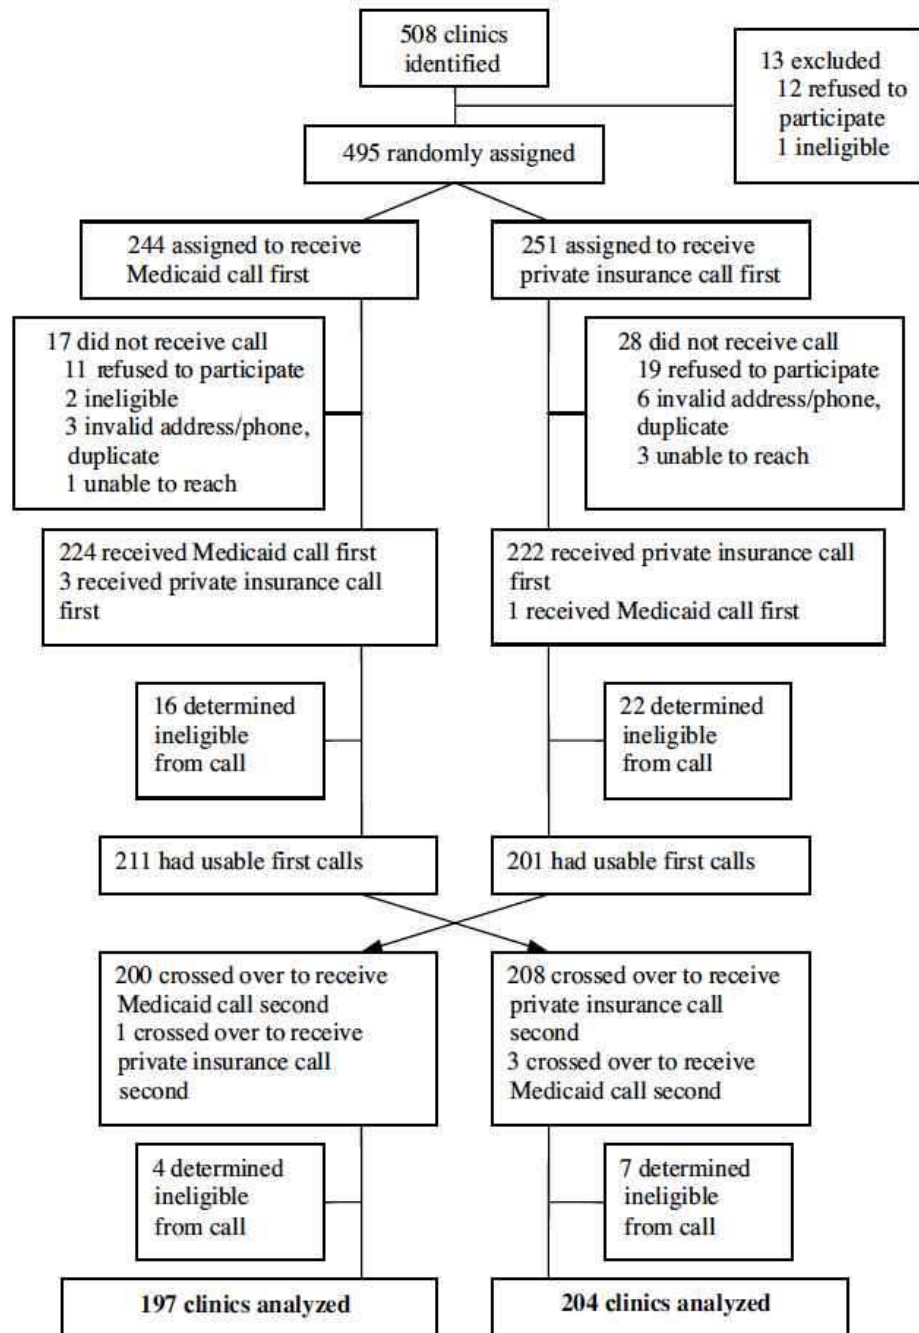 508 clinics
identified
13 excluded
12 refused to
participate
1 ineligible
495 randomly assigned
244 assigned to receive
Medicaid call first
251 assigned to receive
private insurance call first
17 did not receive call
11 refused to participate
2 ineligible
3 invalid address/phone,
duplicate
1 unable to reach
28 did not receive call
19 refused to participate
6 invalid address/phone,
duplicate
3 unable to reach
224 received Medicaid call first
3 received private insurance call
first
222 received private insurance call
first
1 received Medicaid call first
16 determined
ineligible
from call
22 determined
ineligible
from call
211 had usable first calls
201 had usable first calls
200 crossed over to receive
Medicaid call second
1 crossed over to receive
private insurance call
second
208 crossed over to receive
private insurance call
second
3 crossed over to receive
Medicaid call second
4 determined
ineligible
from call
7 determined
ineligible
from call
197 clinics analyzed
204 clinics analyzed